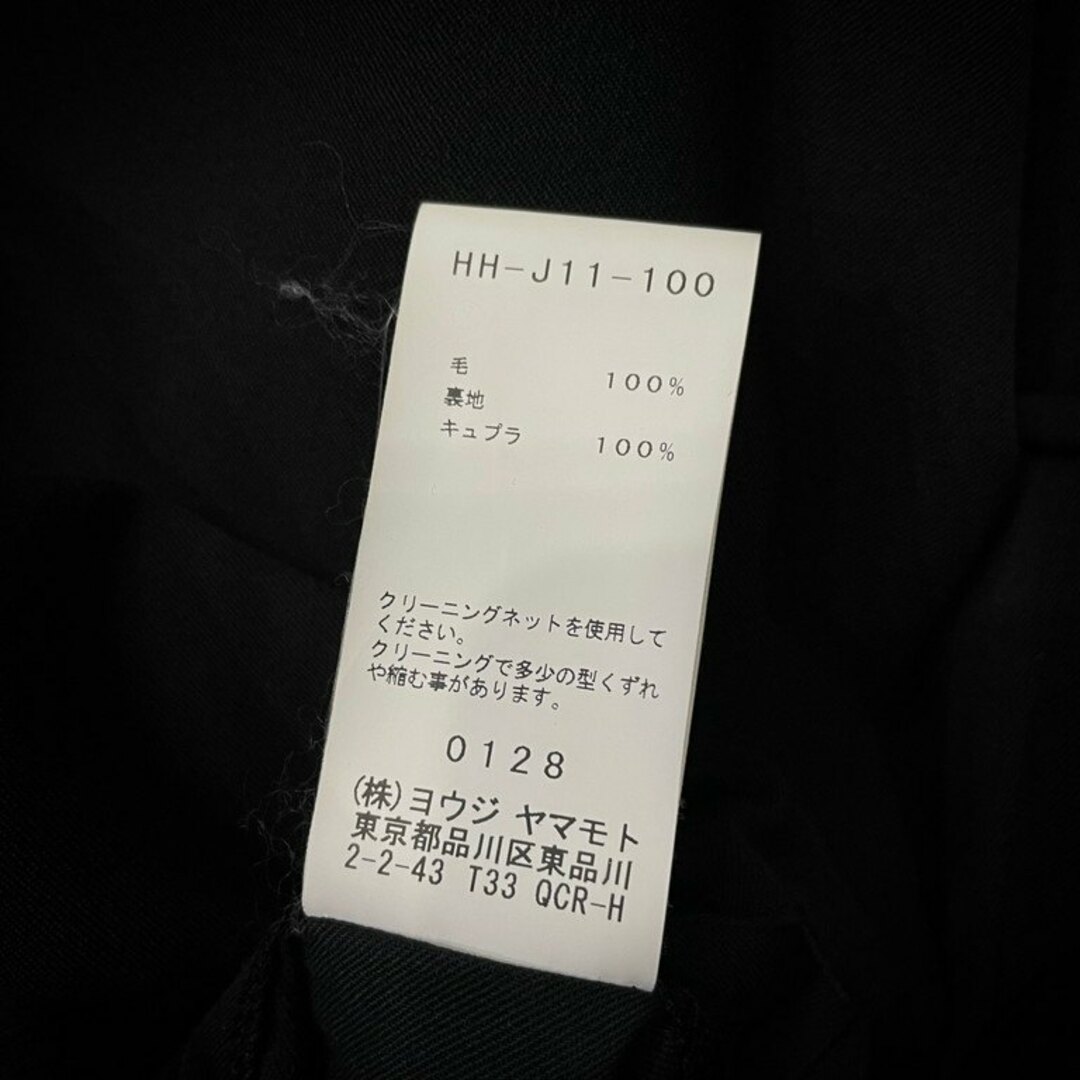 HH-J11-100
毛 100%
裏地
キュプラ 100%
クリーニングネットを使用して
ください。
クリーニングで多少の型くずれ
や縮む事があります。
0128
(株)ヨウジ ヤマモト
東京都品川区東品川
2-2-43 T33 QCR-H